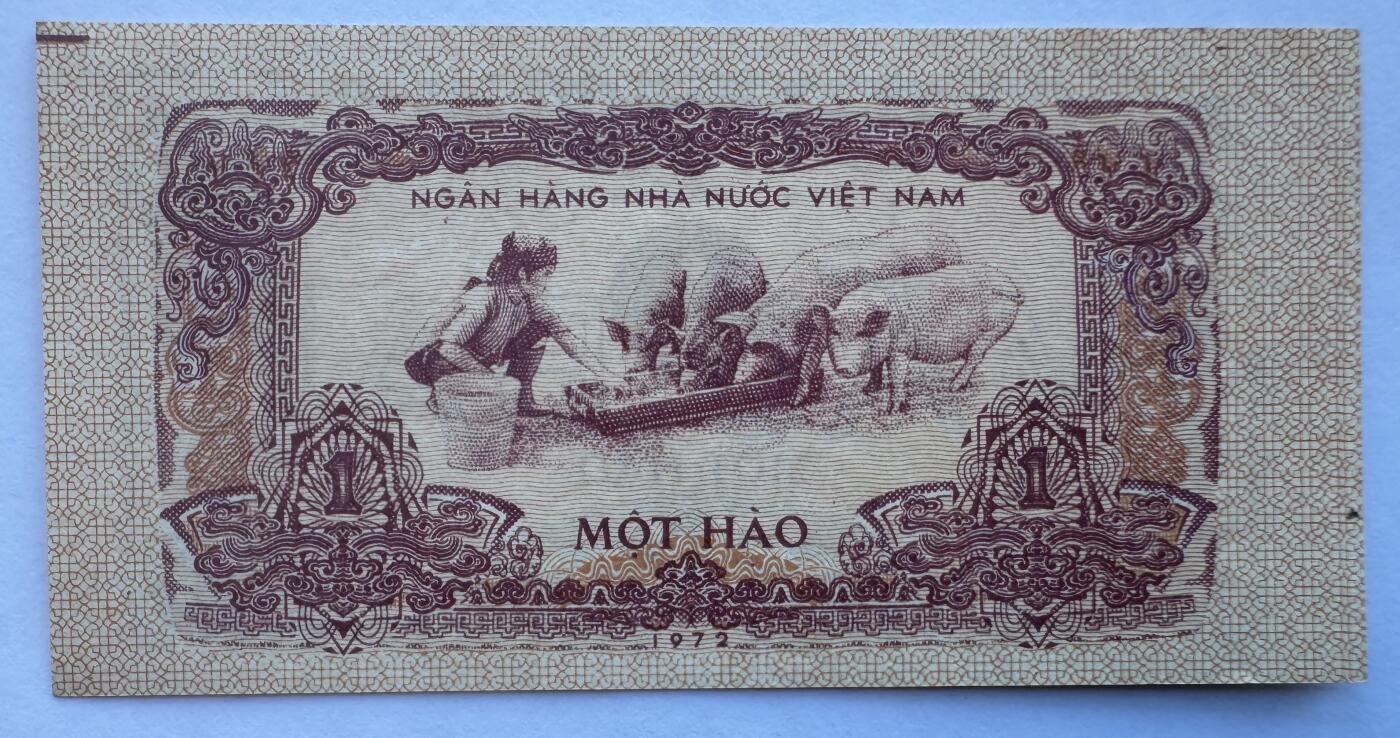 NGÂN HÀNG NHÀ NƯỚC VIỆT NAM
1 1
MỘT HÀO
1972